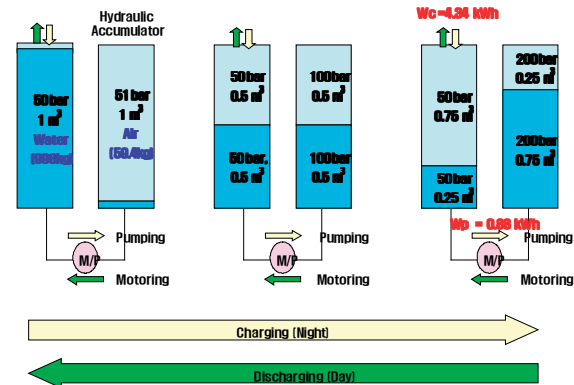 Hydraulic
Accumulator
50bar
1 m³
Water
(998kg)
51 bar
1 m³
Air
(59.4kg)
M/P
Pumping
Motoring
50bar
0.5 m³
50bar,
0.5 m³
100bar
0.5 m³
100bar
0.5 m³
M/P
Pumping
Motoring
Wc =4.34 kWh
50bar
0.75 m³
50bar
0.25 m³
200bar
0.25 m³
200bar
0.75 m³
Wp = 0.88 kWh
M/P
Pumping
Motoring
Charging (Night)
Discharging (Day)